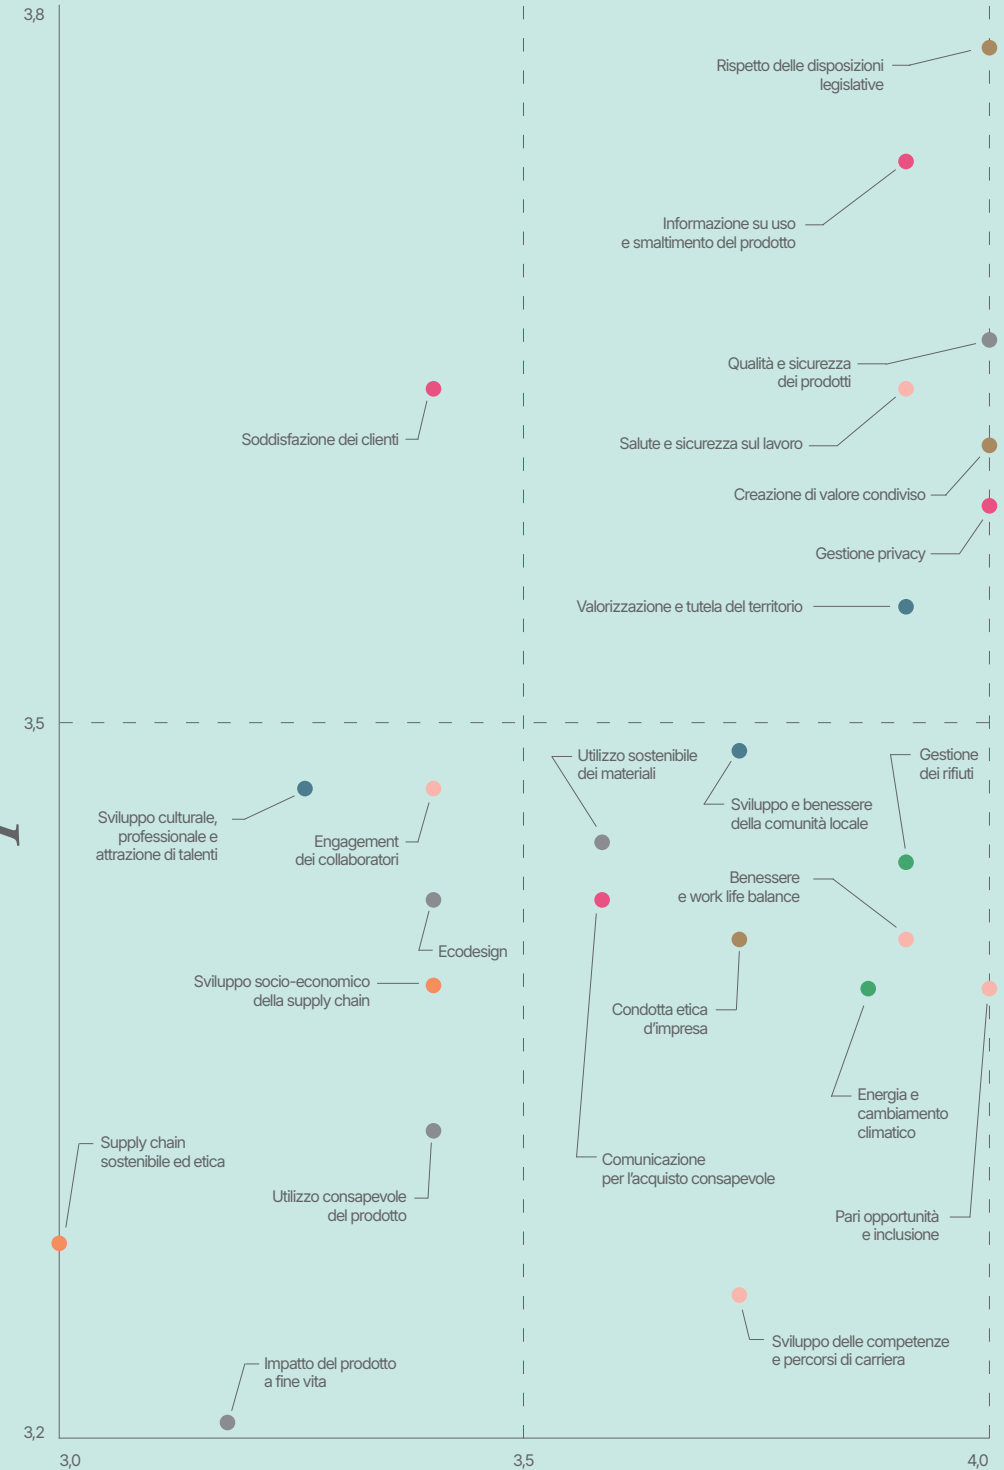 3,8
Rispetto delle disposizioni
legislative
Informazione su uso
e smaltimento del prodotto
Qualità e sicurezza
dei prodotti
Soddisfazione dei clienti
Salute e sicurezza sul lavoro
Creazione di valore condiviso
Gestione privacy
Valorizzazione e tutela del territorio
3,5
Utilizzo sostenibile
dei materiali
Gestione
dei rifiuti
Sviluppo e benessere
della comunità locale
Sviluppo culturale,
professionale e
attrazione di talenti
Engagement
dei collaboratori
Benessere
e work life balance
Ecodesign
Sviluppo socio-economico
della supply chain
Condotta etica
d'impresa
Energia e
cambiamento
climatico
Supply chain
sostenibile ed etica
Comunicazione
per l'acquisto consapevole
Utilizzo consapevole
del prodotto
Pari opportunità
e inclusione
Sviluppo delle competenze
e percorsi di carriera
Impatto del prodotto
a fine vita
3,2
3,0
3,5
4,0